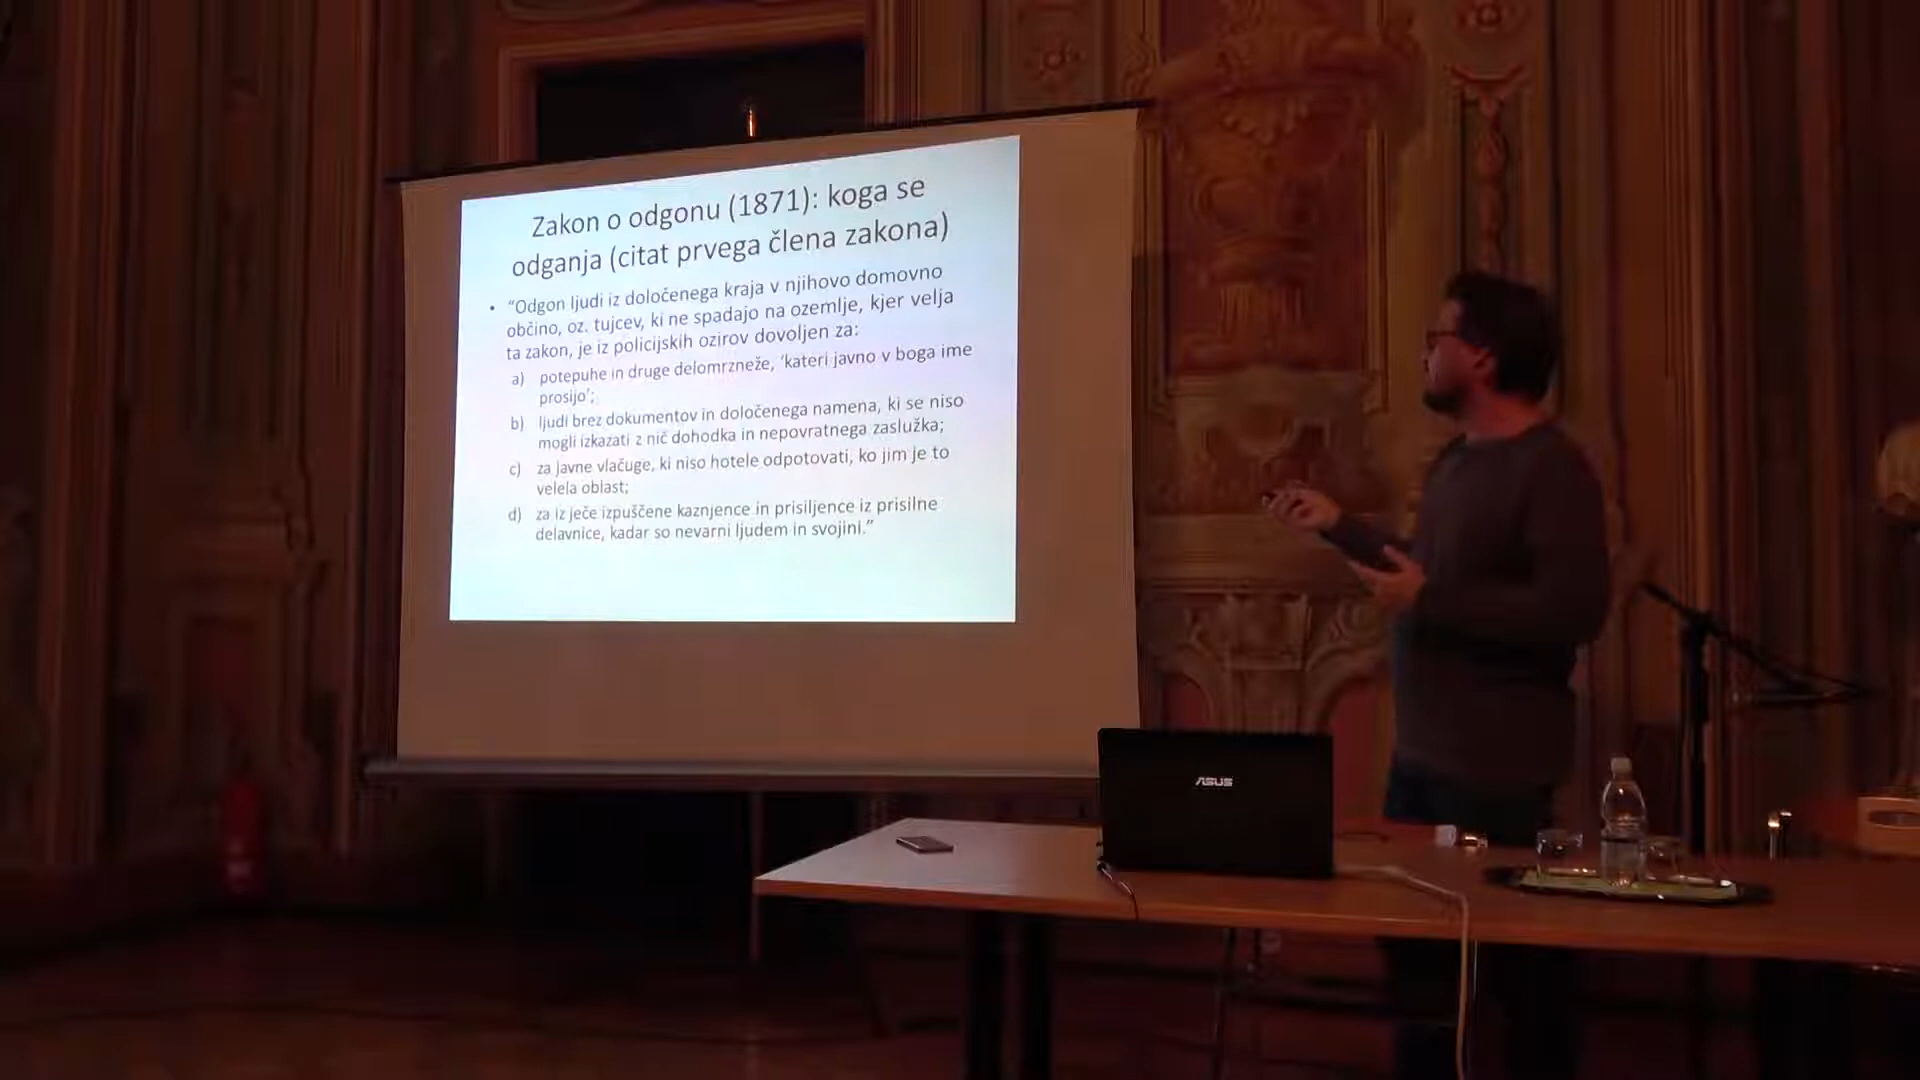 Zakon o odgonu (1871): koga se
odganja (citat prvega člena zakona)
• “Odgon ljudi iz določenega kraja v njihovo domovno
občino, oz. tujcev, ki ne spadajo na ozemlje, kjer velja
ta zakon, je iz policijskih ozirov dovoljen za:
a) potepuhe in druge delomrzneže, ‘kateri javno v boga ime
prosijo’;
b) ljudi brez dokumentov in določenega namena, ki se niso
mogli izkazati z nič dohodka in nepovratnega zaslužka;
c) za javne vlačuge, ki niso hotele odpotovati, ko jim je to
velela oblast;
d) za iz ječe izpuščene kaznjence in prisiljence iz prisilne
delavnice, kadar so nevarni ljudem in svojini.”
ASUS